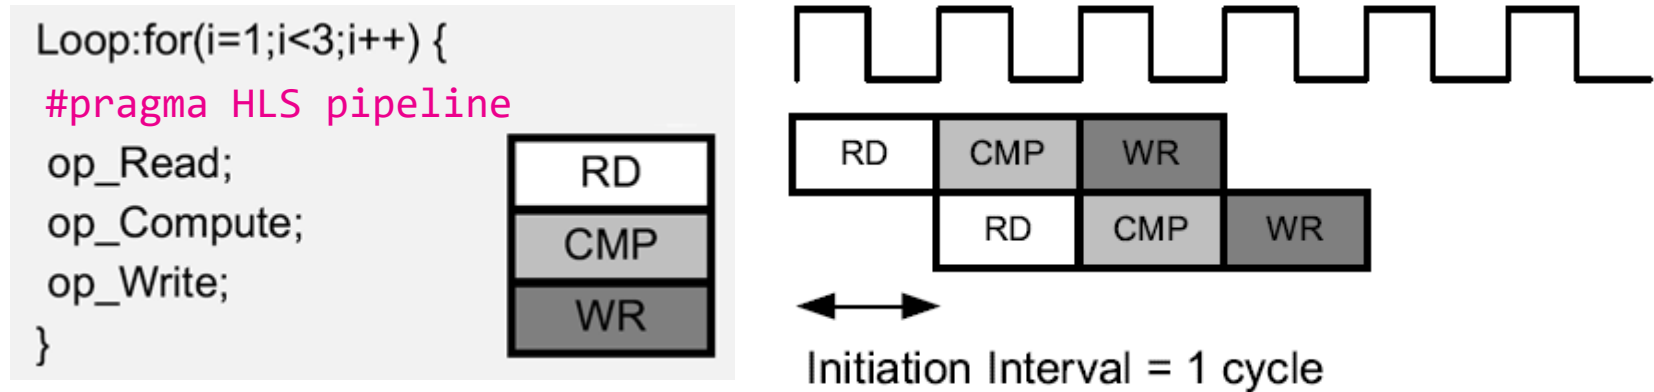 Loop:for(i=1;i<3;i++) {
#pragma HLS pipeline
op_Read;
op_Compute;
op_Write;
}
RD
CMP
WR
RD CMP WR
RD CMP WR
Initiation Interval = 1 cycle